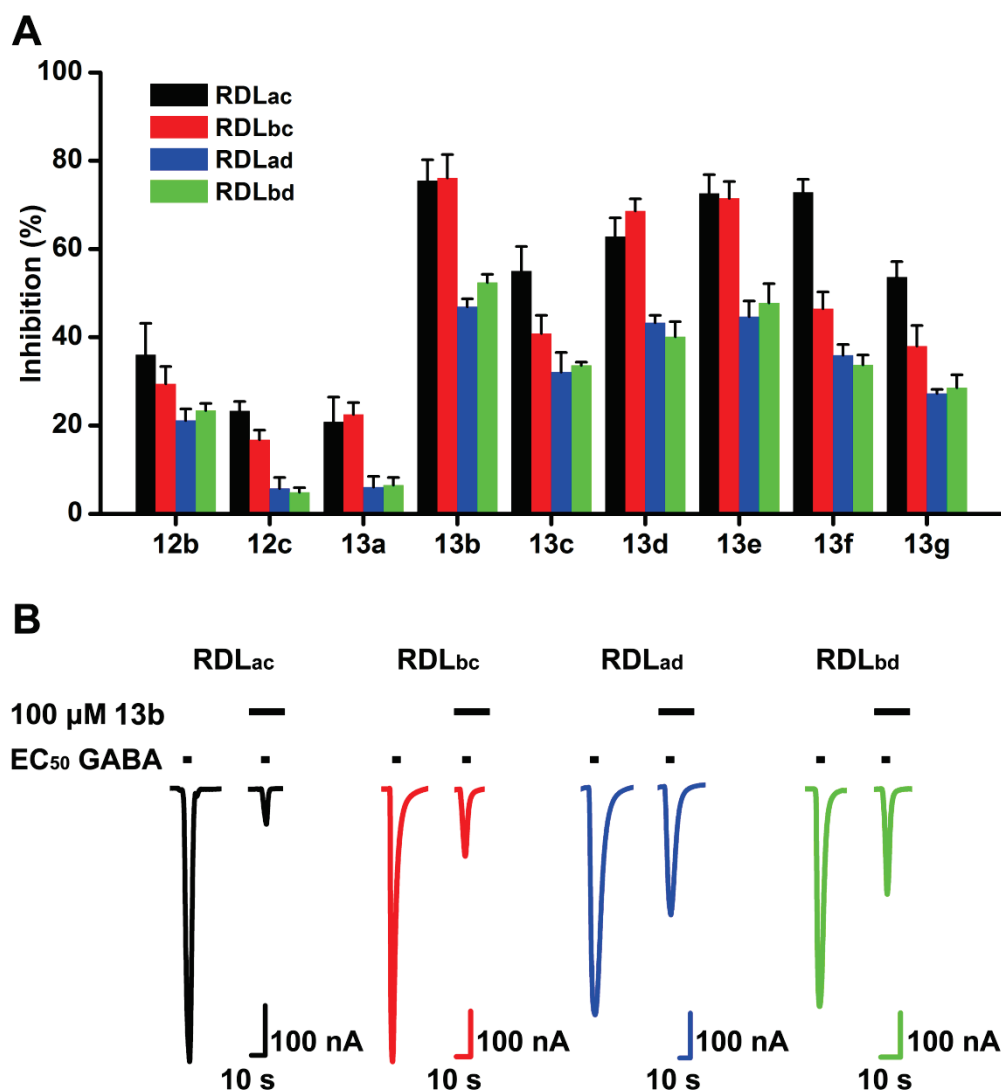 A
100
80
60
40
20
0
Inhibition (%)
RDLac
RDLbc
RDLad
RDLbd
12b 12c 13a 13b 13c 13d 13e 13f 13g
B
RDLac RDLbc RDLad RDLbd
100 μM 13b
EC50 GABA
100 nA 100 nA 100 nA 100 nA
10 s 10 s 10 s 10 s